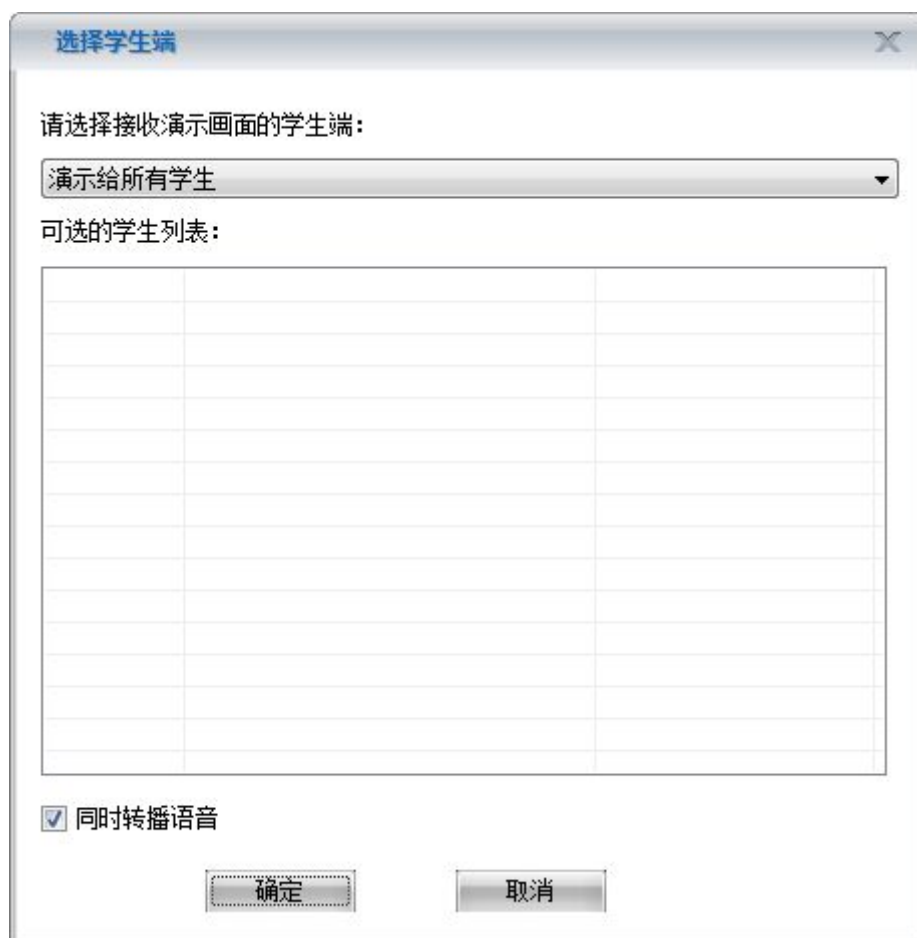 选择学生端
请选择接收演示画面的学生端：
演示给所有学生
可选的学生列表：
同时转播语音
确定
取消